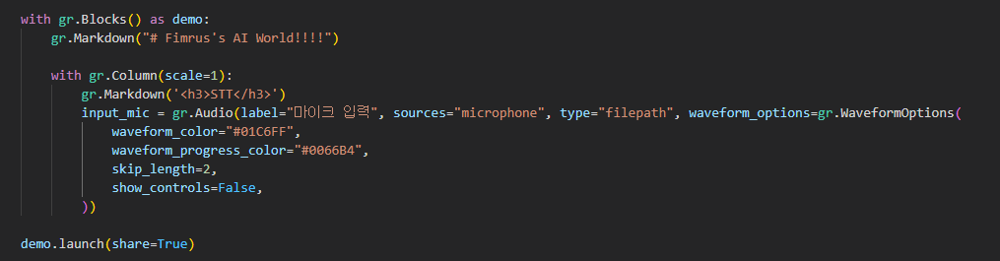 with gr.Blocks() as demo:
    gr.Markdown("# Fimrus's AI World!!!!")
    with gr.Column(scale=1):
        gr.Markdown('<h3>STT</h3>')
        input_mic = gr.Audio(label="마이크 입력", sources="microphone", type="filepath", waveform_options=gr.WaveformOptions(
            waveform_color="#01C6FF",
            waveform_progress_color="#0066B4",
            skip_length=2,
            show_controls=False,
        ))
demo.launch(share=True)